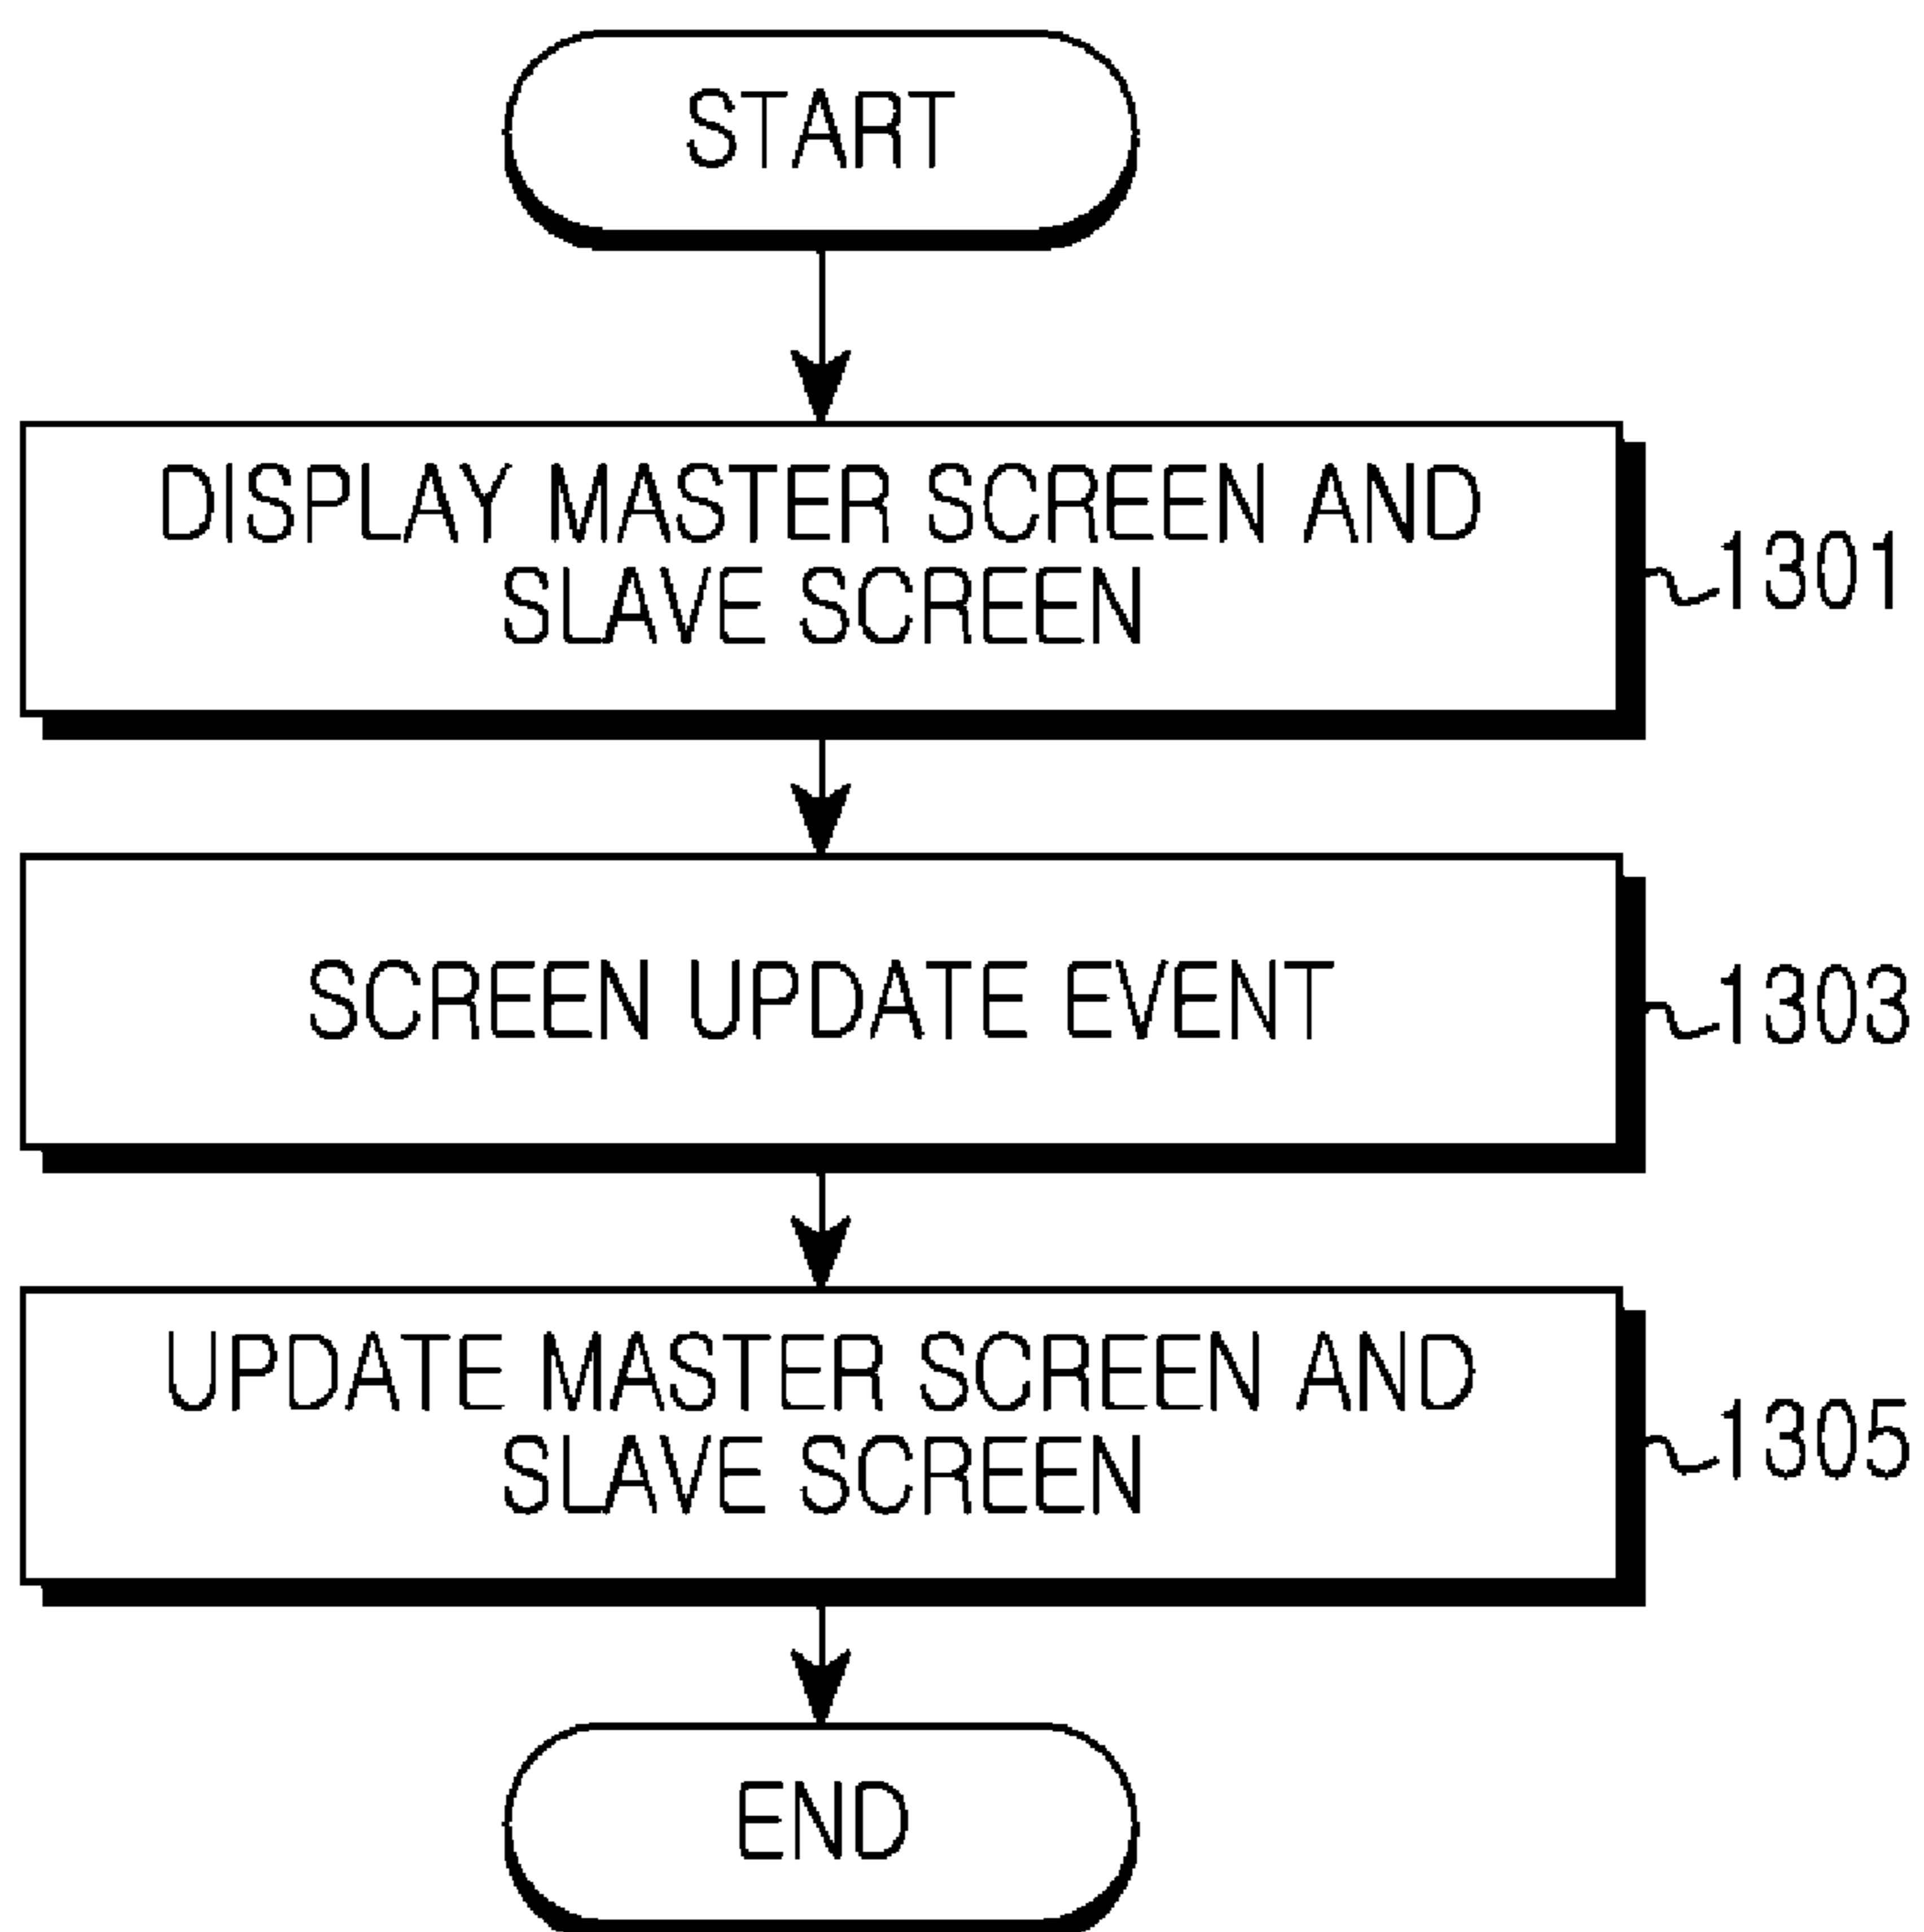 START
DISPLAY MASTER SCREEN AND
SLAVE SCREEN
1301
SCREEN UPDATE EVENT
1303
UPDATE MASTER SCREEN AND
SLAVE SCREEN
1305
END